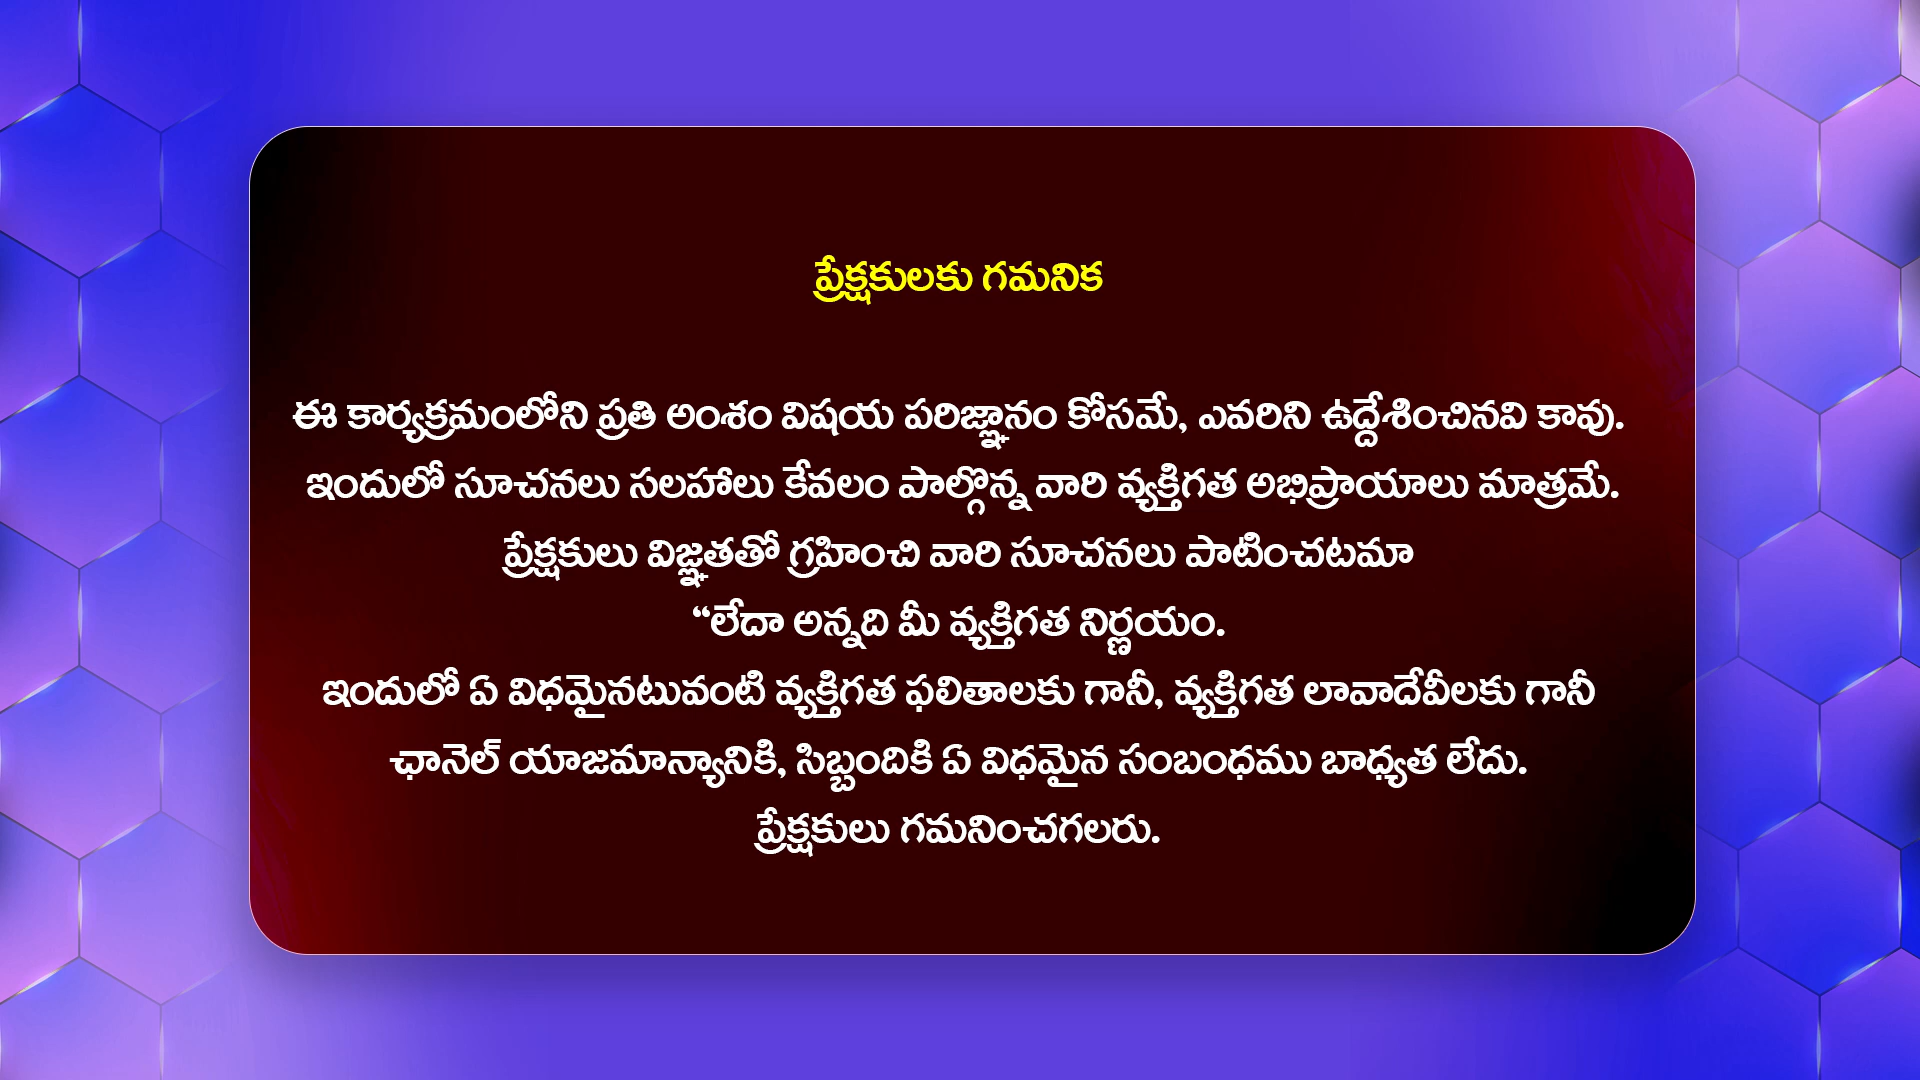 ప్రేక్షకులకు గమనిక
ఈ కార్యక్రమంలోని ప్రతి అంశం విషయ పరిజ్ఞానం కోసమే, ఎవరిని ఉద్దేశించినవి కావు.
ఇందులో సూచనలు సలహాలు కేవలం పాల్గొన్న వారి వ్యక్తిగత అభిప్రాయాలు మాత్రమే.
ప్రేక్షకులు విజ్ఞతతో గ్రహించి వారి సూచనలు పాటించటమా
“లేదా అన్నది మీ వ్యక్తిగత నిర్ణయం.
ఇందులో ఏ విధమైనటువంటి వ్యక్తిగత ఫలితాలకు గానీ, వ్యక్తిగత లావాదేవీలకు గానీ
ఛానెల్ యాజమాన్యానికి, సిబ్బందికి ఏ విధమైన సంబంధము బాధ్యత లేదు.
ప్రేక్షకులు గమనించగలరు.